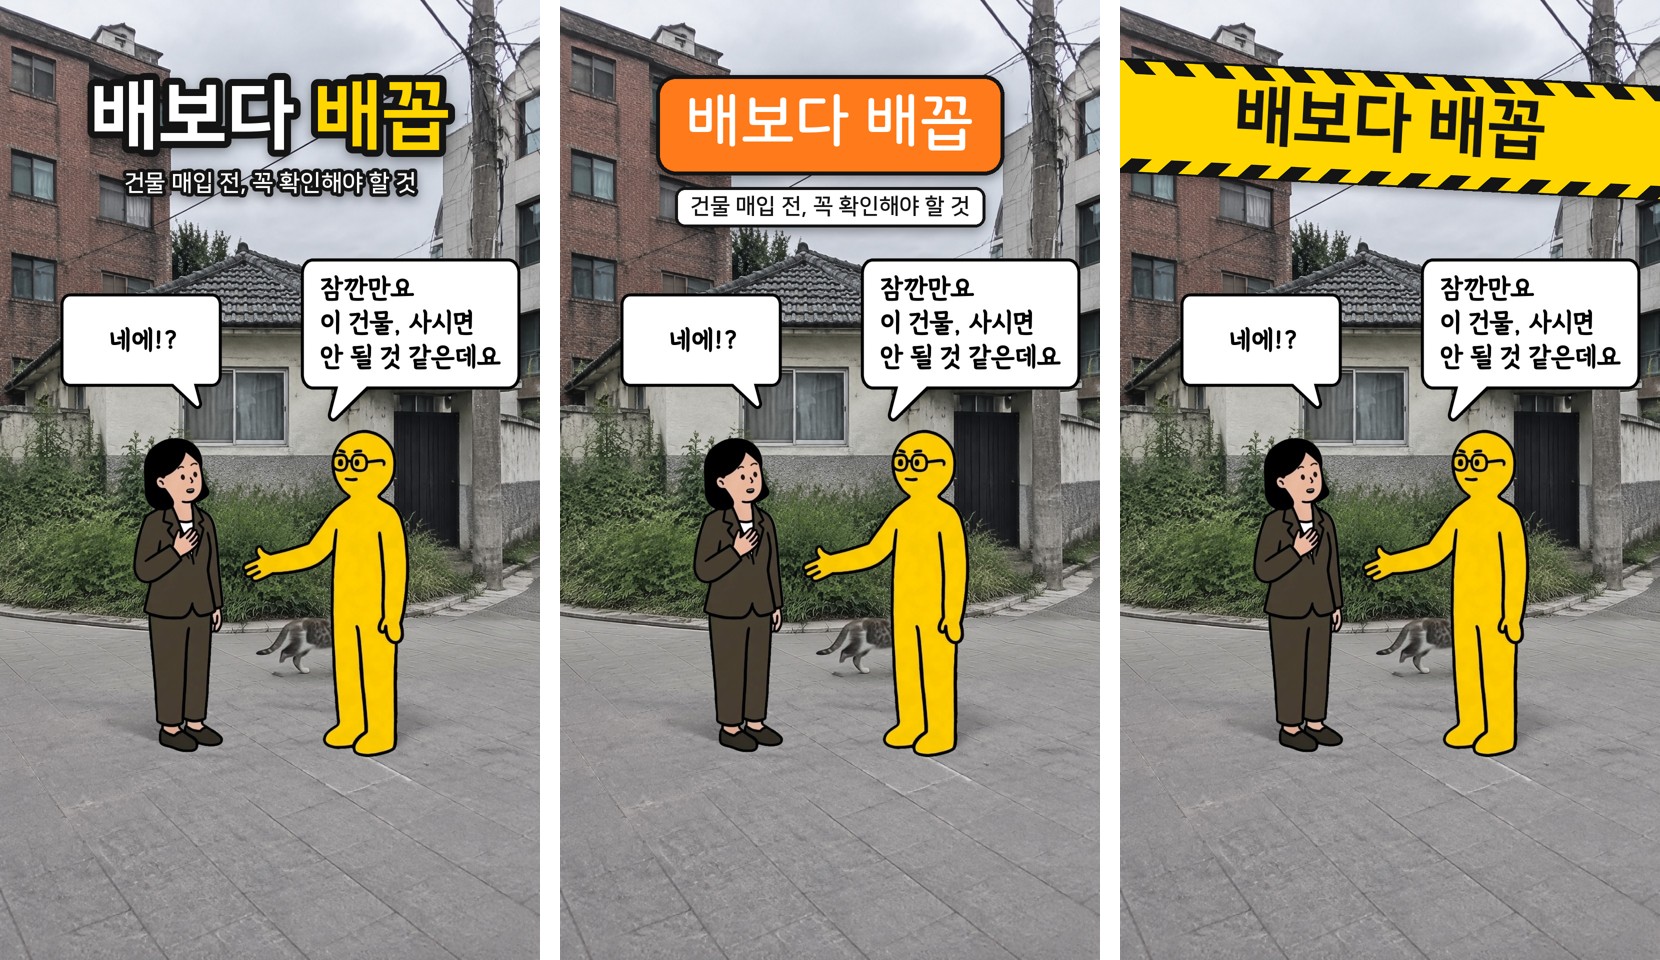 배보다 배꼽
건물 매입 전, 꼭 확인해야 할 것
네에!?
잠깐만요
이 건물, 사시면
안 될 것 같은데요
배보다 배꼽
건물 매입 전, 꼭 확인해야 할 것
네에!?
잠깐만요
이 건물, 사시면
안 될 것 같은데요
배보다 배꼽
네에!?
잠깐만요
이 건물, 사시면
안 될 것 같은데요